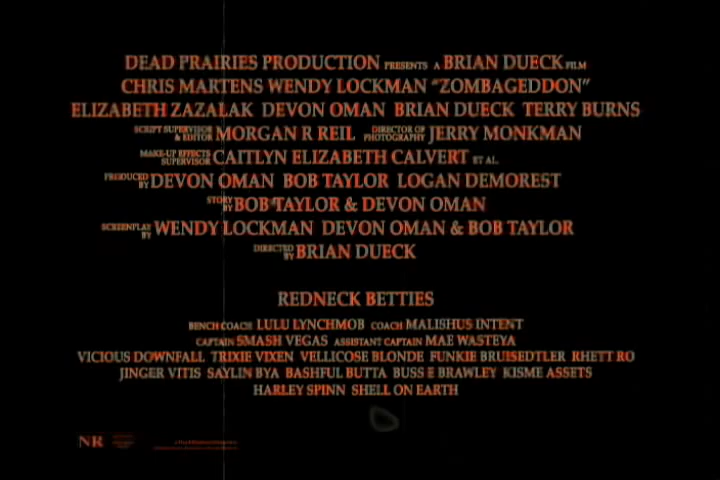 DEAD PRAIRIES PRODUCTION PRESENTS A BRIAN DUECK FILM
CHRIS MARTENS WENDY LOCKMAN "ZOMBAGEDDON"
ELIZABETH ZAZALAK DEVON OMAN BRIAN DUECK TERRY BURNS
SCRIPT SUPERVISOR & EDITOR MORGAN R REIL DIRECTOR OF PHOTOGRAPHY JERRY MONKMAN
MAKE-UP EFFECTS SUPERVISOR CAITLYN ELIZABETH CALVERT ET AL.
PRODUCED BY DEVON OMAN BOB TAYLOR LOGAN DEMOREST
STORY BY BOB TAYLOR & DEVON OMAN
SCREENPLAY BY WENDY LOCKMAN DEVON OMAN & BOB TAYLOR
DIRECTED BY BRIAN DUECK
REDNECK BETTIES
BENCH COACH LULU LYNCHMOB COACH MALISHUS INTENT
CAPTAIN SMASH VEGAS ASSISTANT CAPTAIN MAE WASTEYA
VICIOUS DOWNFALL TRIXIE VIXEN VELLICOSE BLONDE FUNKIE BRUISEDTLER RHETT RO
JINGER VITIS SAYLIN BYA BASHFUL BUTTA BUSS E BRAWLEY KISME ASSETS
HARLEY SPINN SHELL ON EARTH
NR